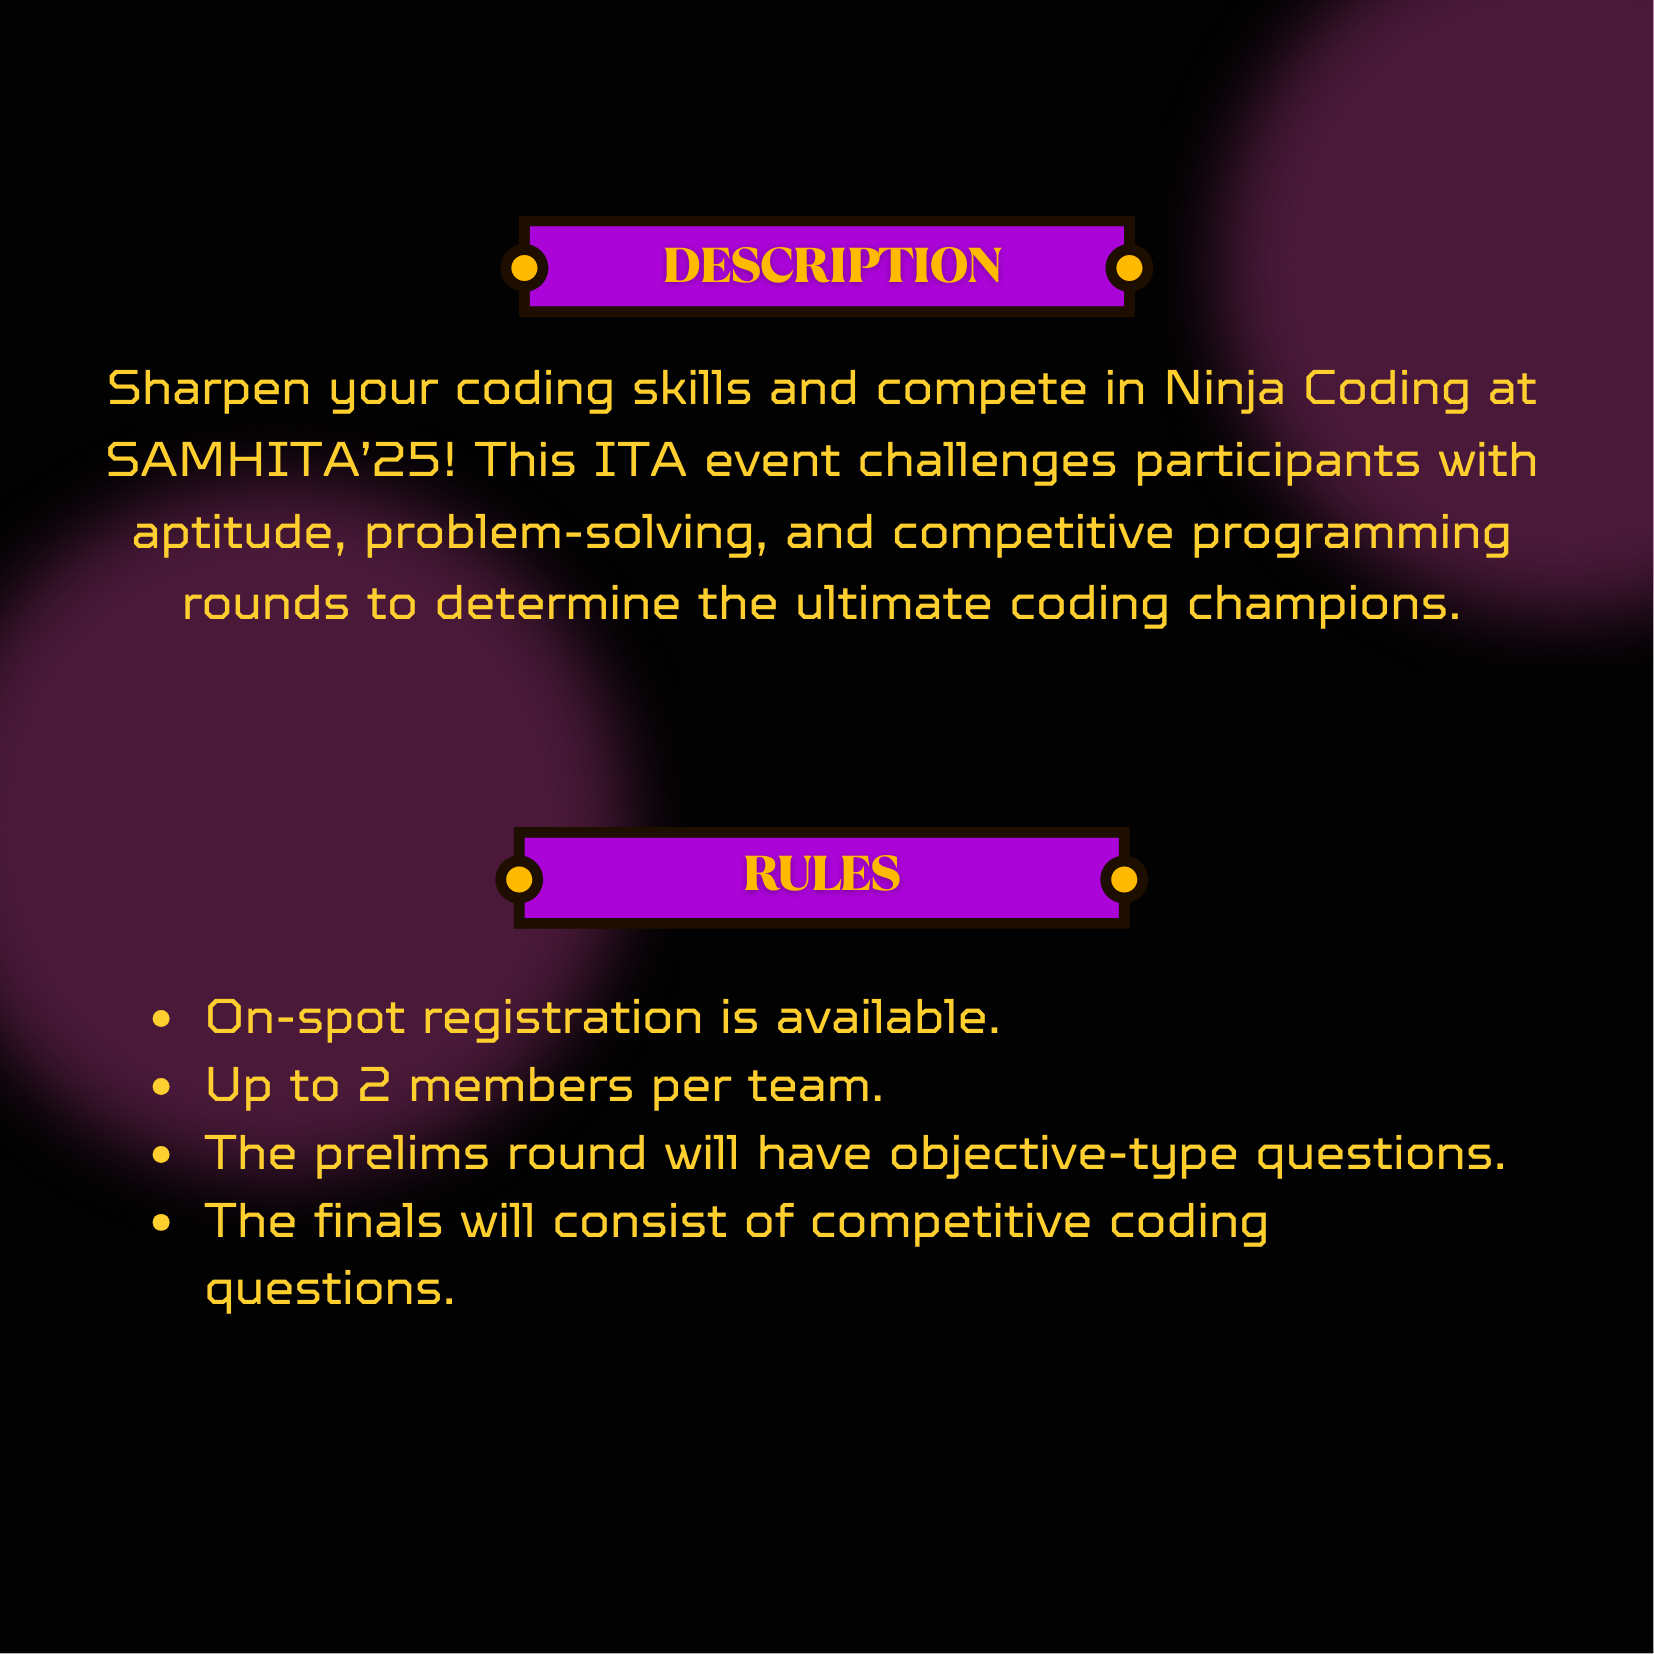 DESCRIPTION
Sharpen your coding skills and compete in Ninja Coding at
SAMHITA’25! This ITA event challenges participants with
aptitude, problem-solving, and competitive programming
rounds to determine the ultimate coding champions.
RULES
• On-spot registration is available.
• Up to 2 members per team.
• The prelims round will have objective-type questions.
• The finals will consist of competitive coding
questions.